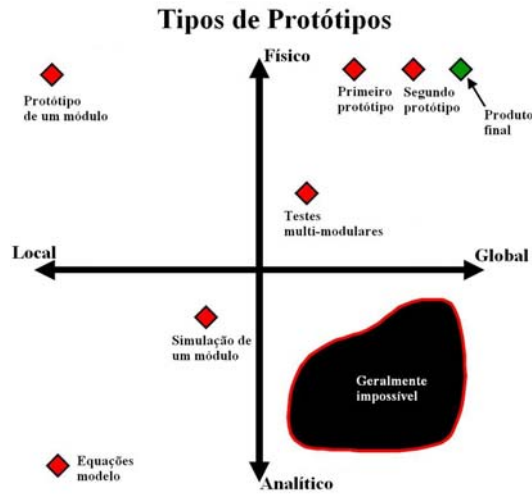 Tipos de Protótipos
Físico
Protótipo
de um módulo
Primeiro
protótipo
Segundo
protótipo
Produto
final
Testes
multi-modulares
Local
Global
Simulação de
um módulo
Geralmente
impossível
Equações
modelo
Analítico